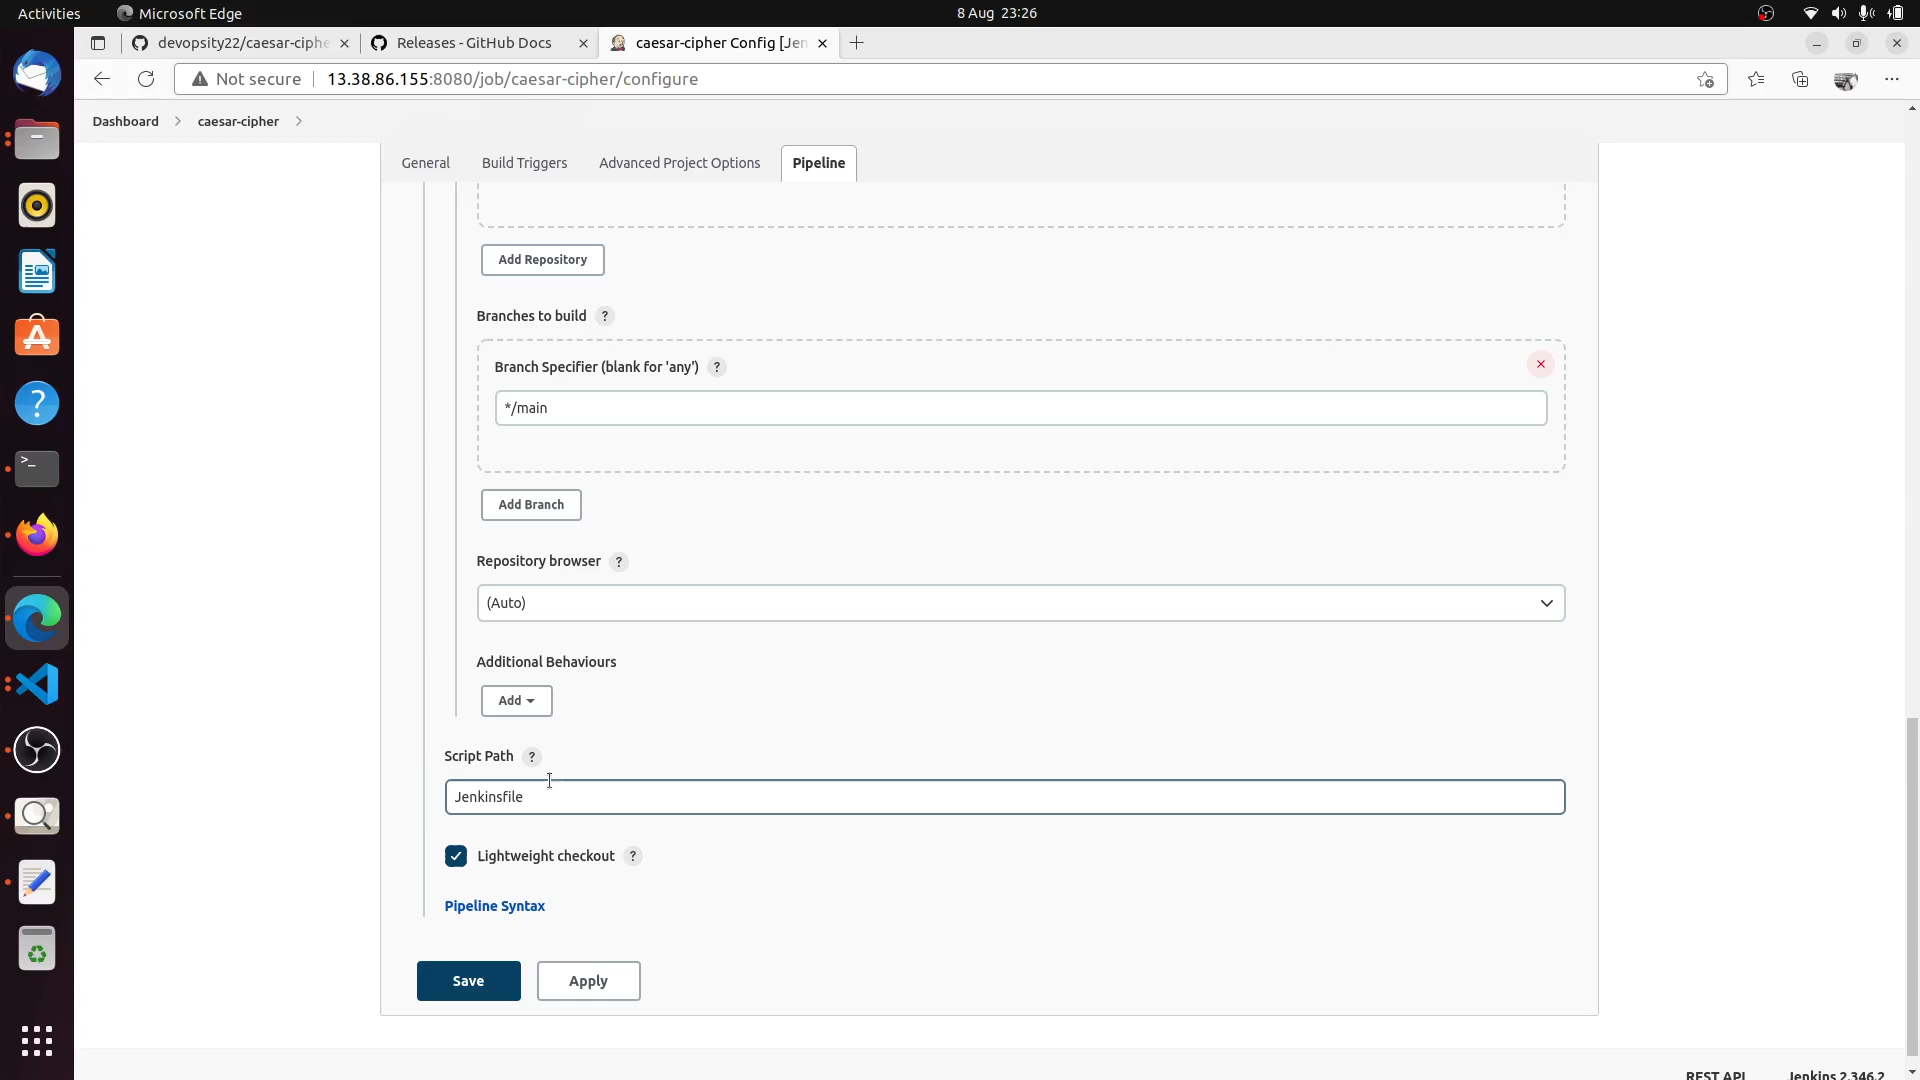 Activities
Microsoft Edge
8 Aug 23:26
devopsity22/caesar-ciphe
Releases - GitHub Docs
caesar-cipher Config [Jen
Not secure
13.38.86.155:8080/job/caesar-cipher/configure
Dashboard
caesar-cipher
General
Build Triggers
Advanced Project Options
Pipeline
Add Repository
Branches to build ?
Branch Specifier (blank for 'any') ?
*/main
Add Branch
Repository browser ?
(Auto)
Additional Behaviours
Add
Script Path ?
Jenkinsfile
Lightweight checkout ?
Pipeline Syntax
Save
Apply
REST API
Jenkins 2.346.2